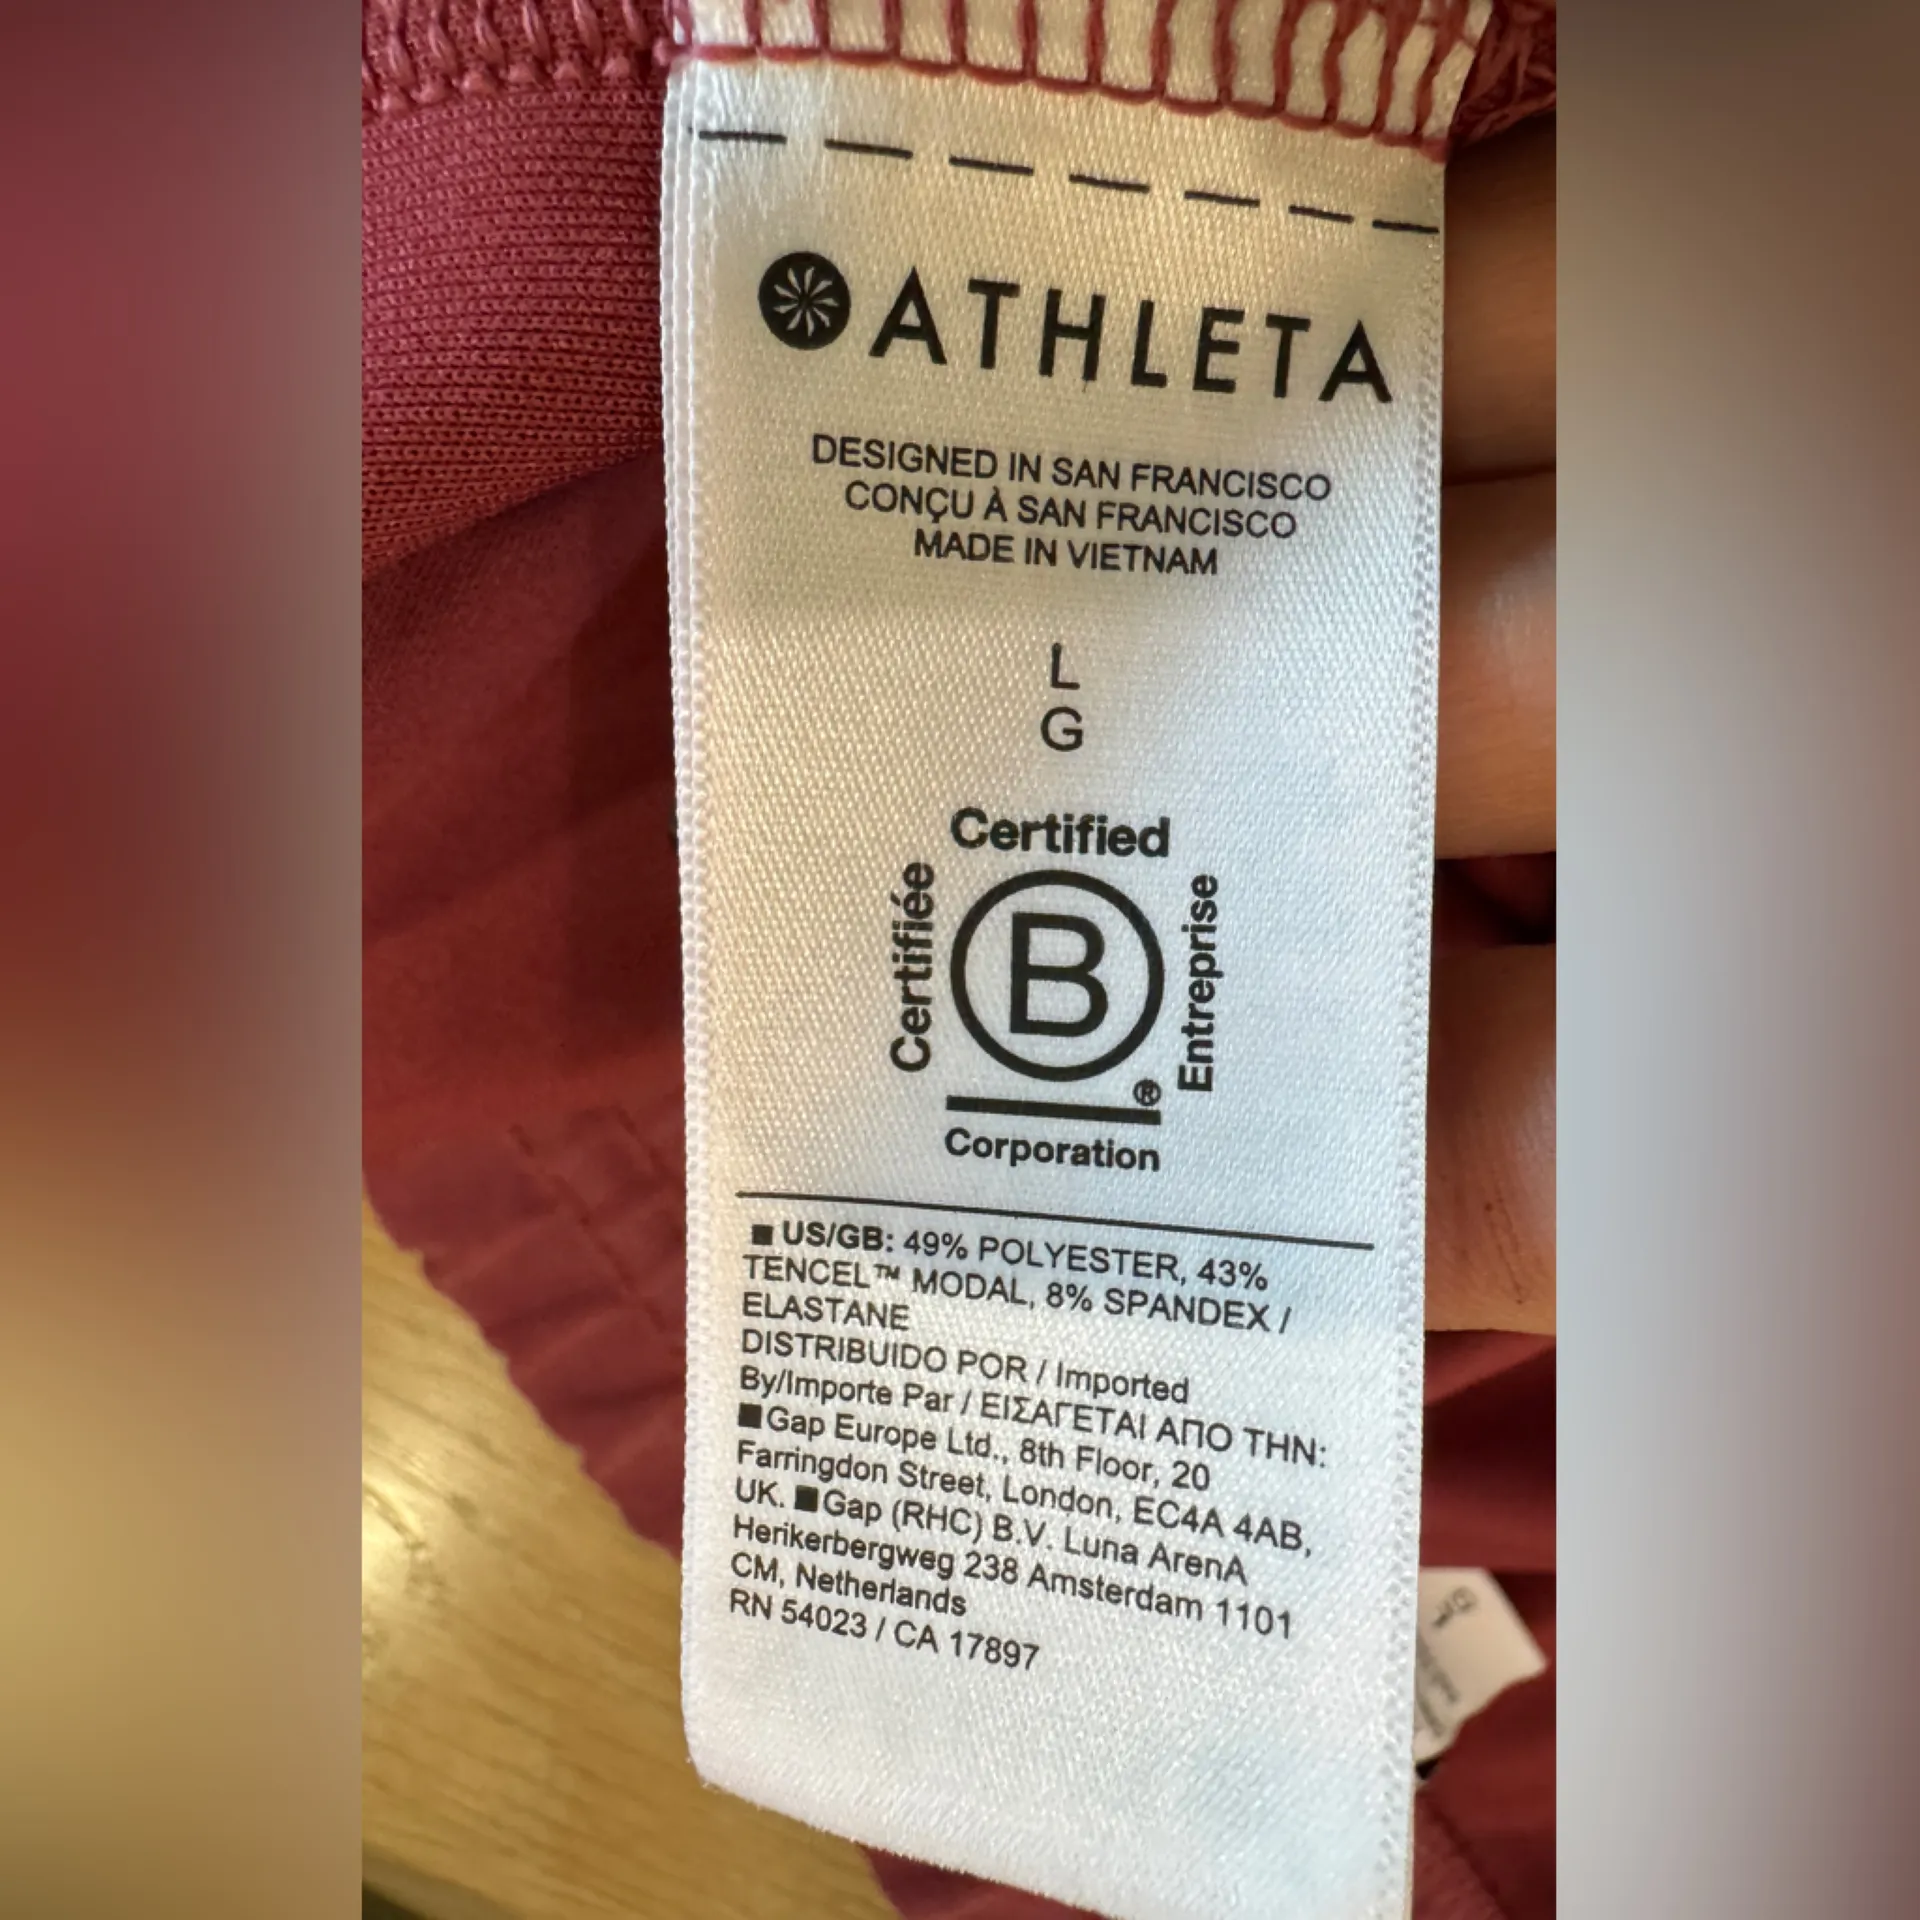 ATHLETA
DESIGNED IN SAN FRANCISCO
CONÇU À SAN FRANCISCO
MADE IN VIETNAM
L
G
Certified
Certifiée
B
Entreprise
®
Corporation
US/GB: 49% POLYESTER, 43%
TENCEL™ MODAL, 8% SPANDEX /
ELASTANE
DISTRIBUIDO POR / Imported
By/Importe Par / ΕΙΣΑΓΕΤΑΙ ΑΠΟ ΤΗΝ:
Gap Europe Ltd., 8th Floor, 20
Farringdon Street, London, EC4A 4AB,
UK. Gap (RHC) B.V. Luna ArenA
Herikerbergweg 238 Amsterdam 1101
CM, Netherlands
RN 54023 / CA 17897